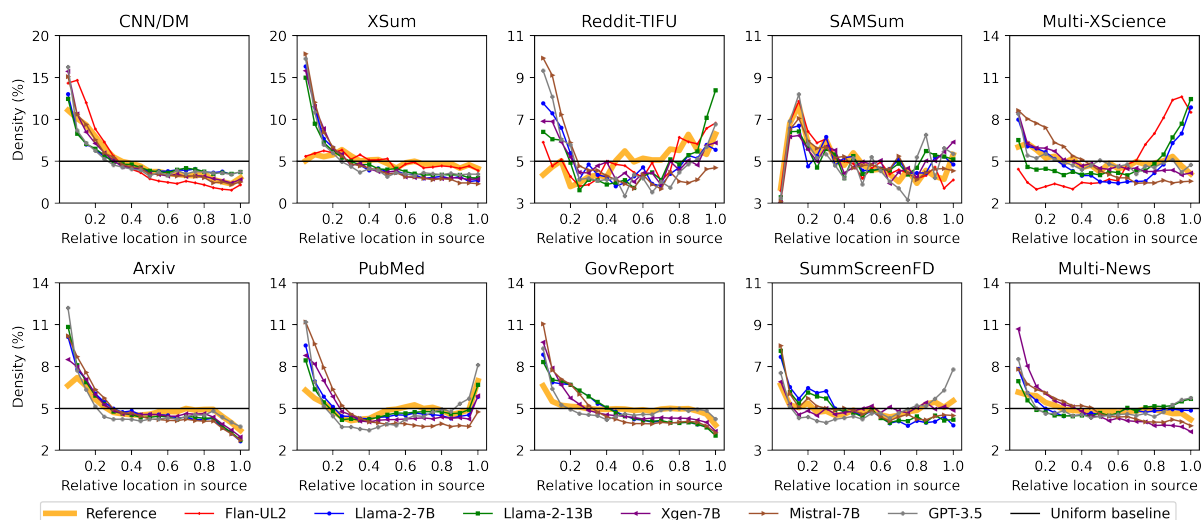 CNN/DM XSum Reddit-TIFU SAMSum Multi-XScience
20 20 11 11 14
15 15 9 9 11
10 10 7 7 8
5 5 5 5 5
0 0 3 3 2
Density (%)
0.2 0.4 0.6 0.8 1.0 0.2 0.4 0.6 0.8 1.0 0.2 0.4 0.6 0.8 1.0 0.2 0.4 0.6 0.8 1.0 0.2 0.4 0.6 0.8 1.0
Relative location in source Relative location in source Relative location in source Relative location in source Relative location in source
Arxiv PubMed GovReport SummScreenFD Multi-News
14 14 14 11 14
11 11 11 9 11
8 8 8 7 8
5 5 5 5 5
2 2 2 3 2
Density (%)
0.2 0.4 0.6 0.8 1.0 0.2 0.4 0.6 0.8 1.0 0.2 0.4 0.6 0.8 1.0 0.2 0.4 0.6 0.8 1.0 0.2 0.4 0.6 0.8 1.0
Relative location in source Relative location in source Relative location in source Relative location in source Relative location in source
Reference Flan-UL2 Llama-2-7B Llama-2-13B Xgen-7B Mistral-7B GPT-3.5 Uniform baseline